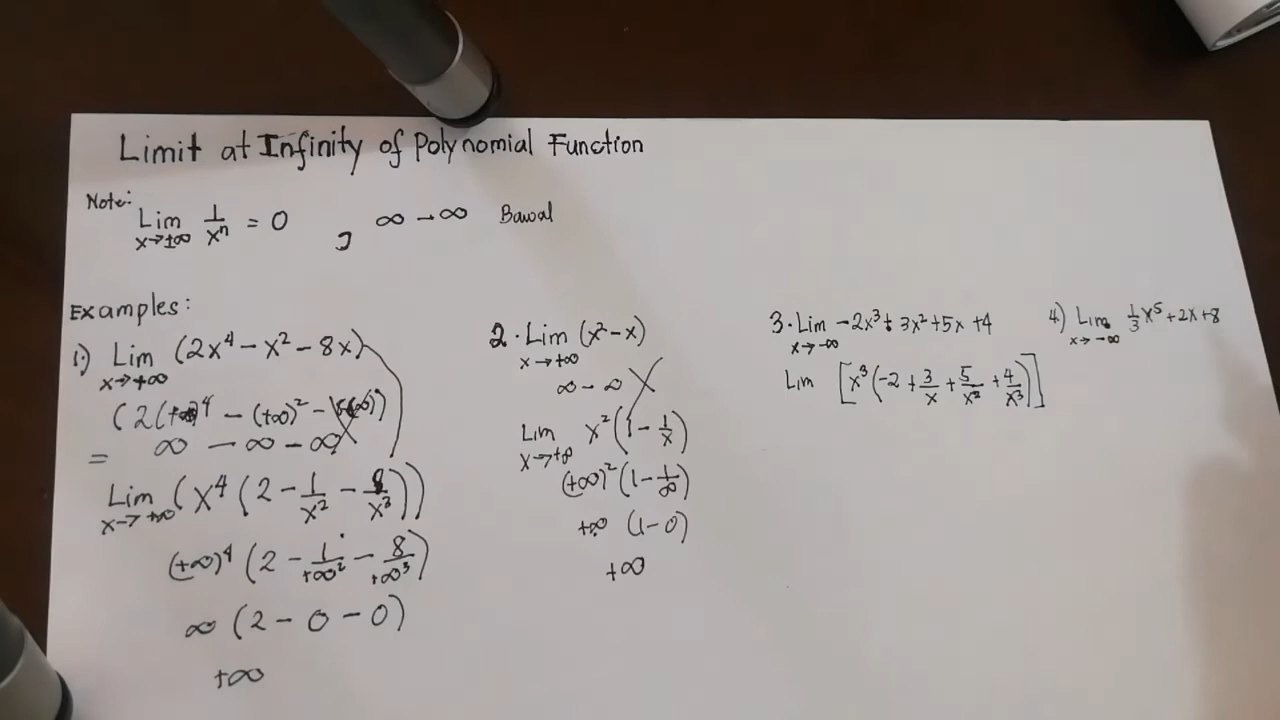 Limit at Infinity of Polynomial Function
Note:
Lim x→±∞ 1/xⁿ = 0 , ∞ - ∞ Bawal
Examples:
1.) Lim x→+∞ (2x⁴ - x² - 8x)
(2(+∞)⁴ - (+∞)² - 8(∞))
= ∞ - ∞ - ∞
Lim x→+∞ (x⁴ (2 - 1/x² - 8/x³))
(+∞)⁴ (2 - 1/+∞² - 8/+∞³)
∞ (2 - 0 - 0)
+∞
2. Lim x→+∞ (x² - x)
∞ - ∞
Lim x→+∞ x² (1 - 1/x)
(+∞)² (1 - 1/∞)
+∞ (1 - 0)
+∞
3. Lim x→-∞ -2x³ + 3x² + 5x + 4
Lim [x³ (-2 + 3/x + 5/x² + 4/x³)]
4) Lim x→-∞ 1/3 x⁵ + 2x + 8